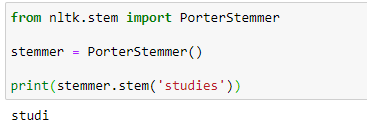 from nltk.stem import PorterStemmer
stemmer = PorterStemmer()
print(stemmer.stem('studies'))
studi